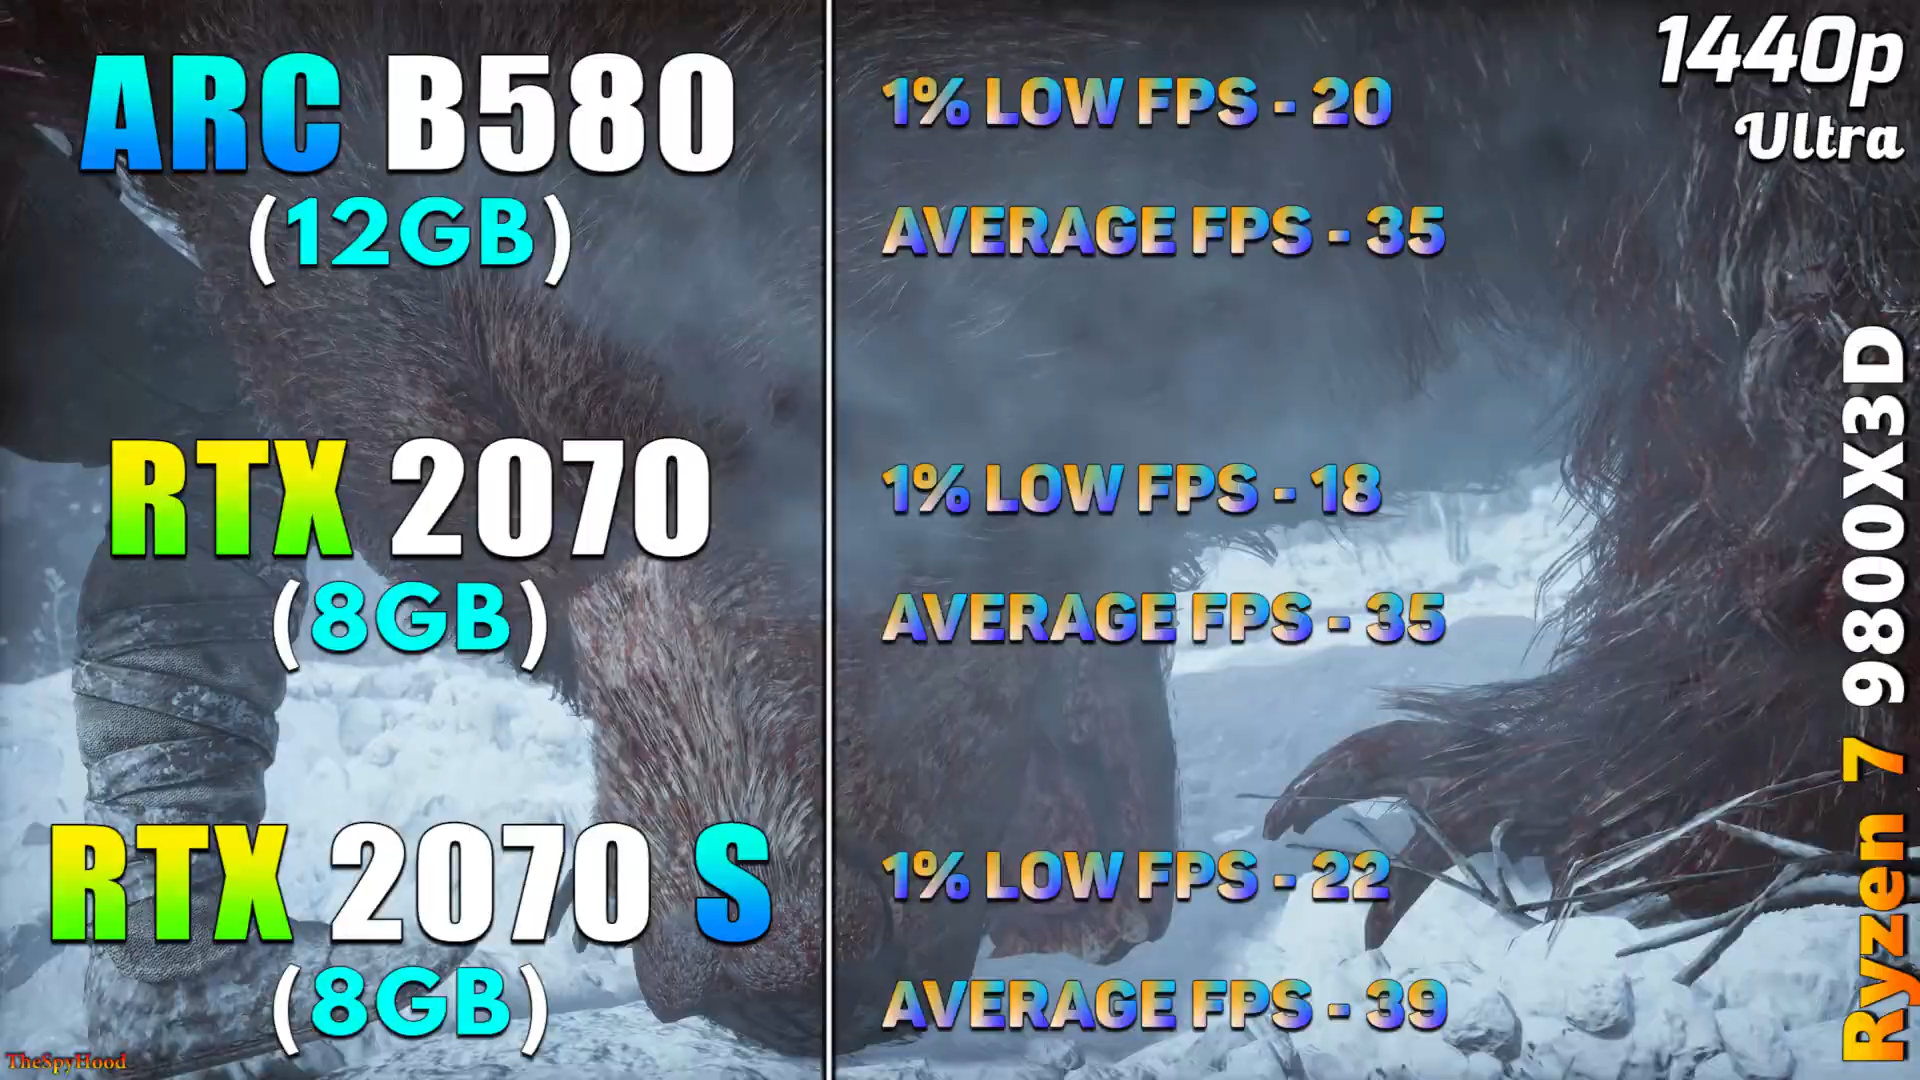 ARC B580
(12GB)
1% LOW FPS - 20
AVERAGE FPS - 35
RTX 2070
(8GB)
1% LOW FPS - 18
AVERAGE FPS - 35
RTX 2070 S
(8GB)
1% LOW FPS - 22
AVERAGE FPS - 39
1440p
Ultra
Ryzen 7 9800X3D
TheSpyHood